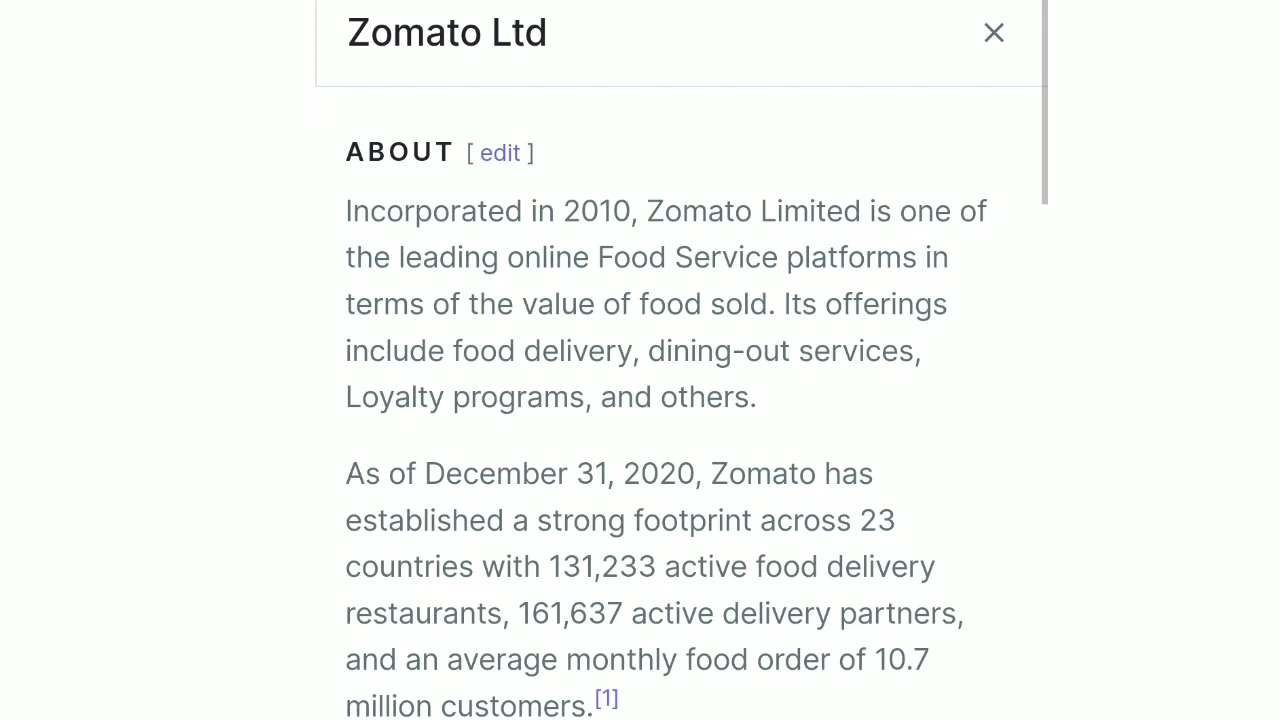 Zomato Ltd
ABOUT [ edit ]
Incorporated in 2010, Zomato Limited is one of
the leading online Food Service platforms in
terms of the value of food sold. Its offerings
include food delivery, dining-out services,
Loyalty programs, and others.
As of December 31, 2020, Zomato has
established a strong footprint across 23
countries with 131,233 active food delivery
restaurants, 161,637 active delivery partners,
and an average monthly food order of 10.7
million customers.[1]